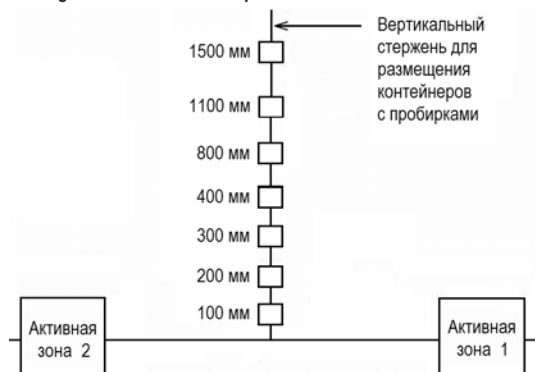 1500 мм
Вертикальный
стержень для
размещения
контейнеров
с пробирками
1100 мм
800 мм
400 мм
300 мм
200 мм
100 мм
Активная
зона 2
Активная
зона 1